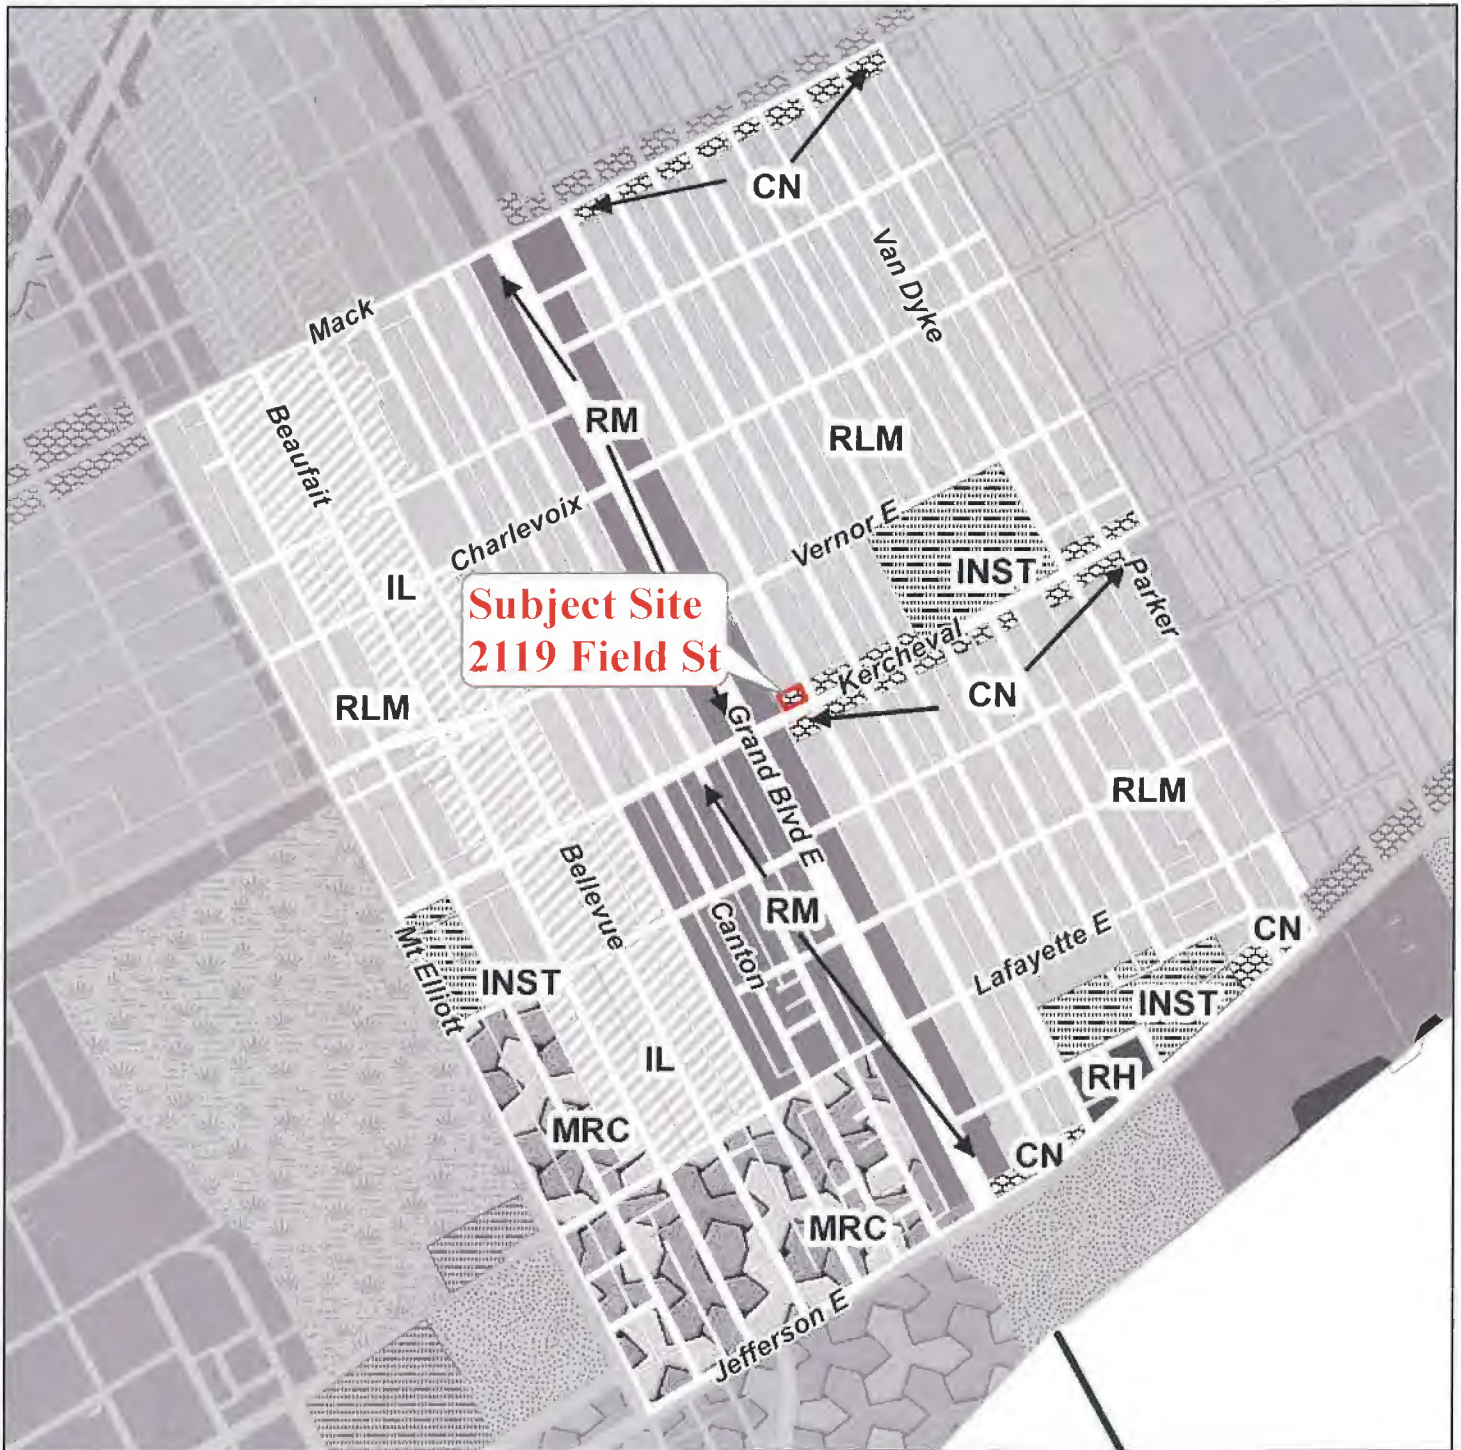 CN
Van Dyke
Mack
RM
RLM
Beaufait
Charlevoix
Vernor E
INST
IL
Parker
Subject Site
2119 Field St
Kercheval
CN
RLM
Grand Blvd E
RLM
Bellevue
Canton
RM
Mt Elliott
INST
Lafayette E
CN
INST
IL
RH
MRC
CN
MRC
Jefferson E